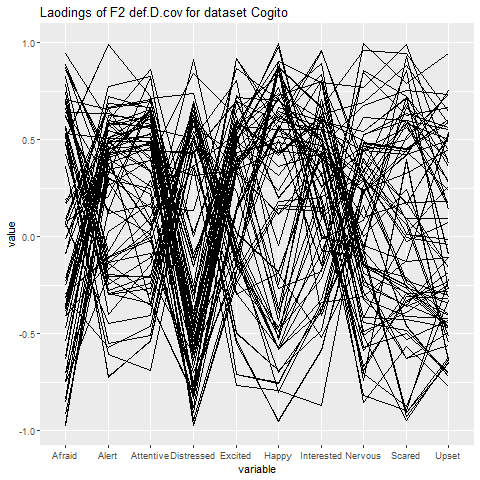 Laodings of F2 def.D.cov for dataset Cogito
1.0
0.5
0.0
-0.5
-1.0
value
Afraid Alert Attentive Distressed Excited Happy Interested Nervous Scared Upset
variable